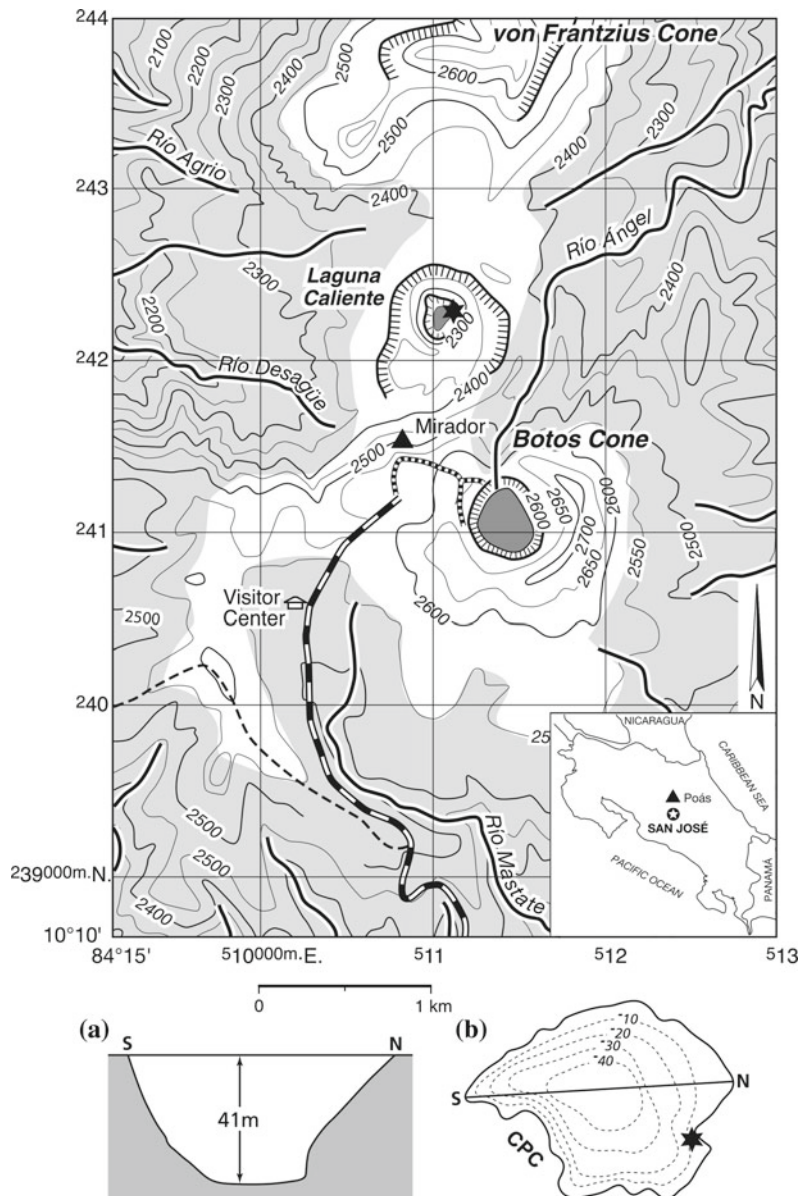 244
243
242
241
240
239000m.N.
10°10'
84°15'
510000m.E.
511
512
513
von Frantzius Cone
2100
2200
2300
2400
2500
2600
2500
2400
2300
2400
Río Agrio
2400
Río Ángel
2300
2200
Laguna
Caliente
2300
2400
2400
Río Desagüe
Mirador
2500
Botos Cone
2600
2650
2700
2650
2600
2550
2500
2600
Visitor
Center
2500
N
2500
2500
2400
Río Mastate
NICARAGUA
CARIBBEAN SEA
Poás
SAN JOSÉ
PACIFIC OCEAN
PANAMÁ
0
1 km
(a)
S
N
41m
(b)
-10
-20
-30
-40
S
N
CPC